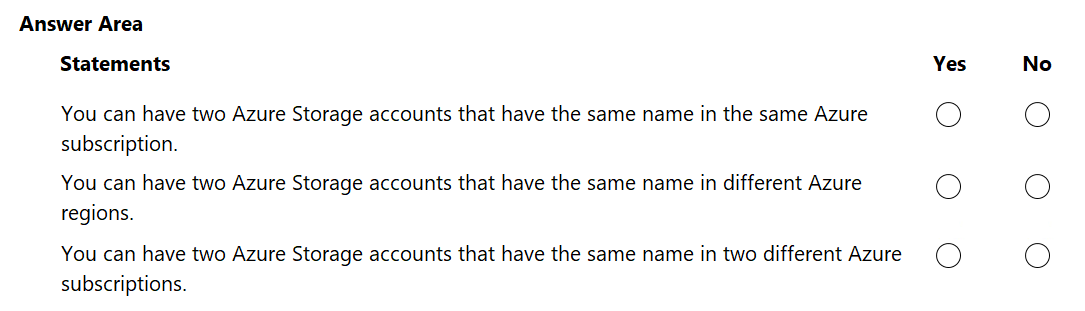 Answer Area
Statements Yes No
You can have two Azure Storage accounts that have the same name in the same Azure
subscription.
You can have two Azure Storage accounts that have the same name in different Azure
regions.
You can have two Azure Storage accounts that have the same name in two different Azure
subscriptions.